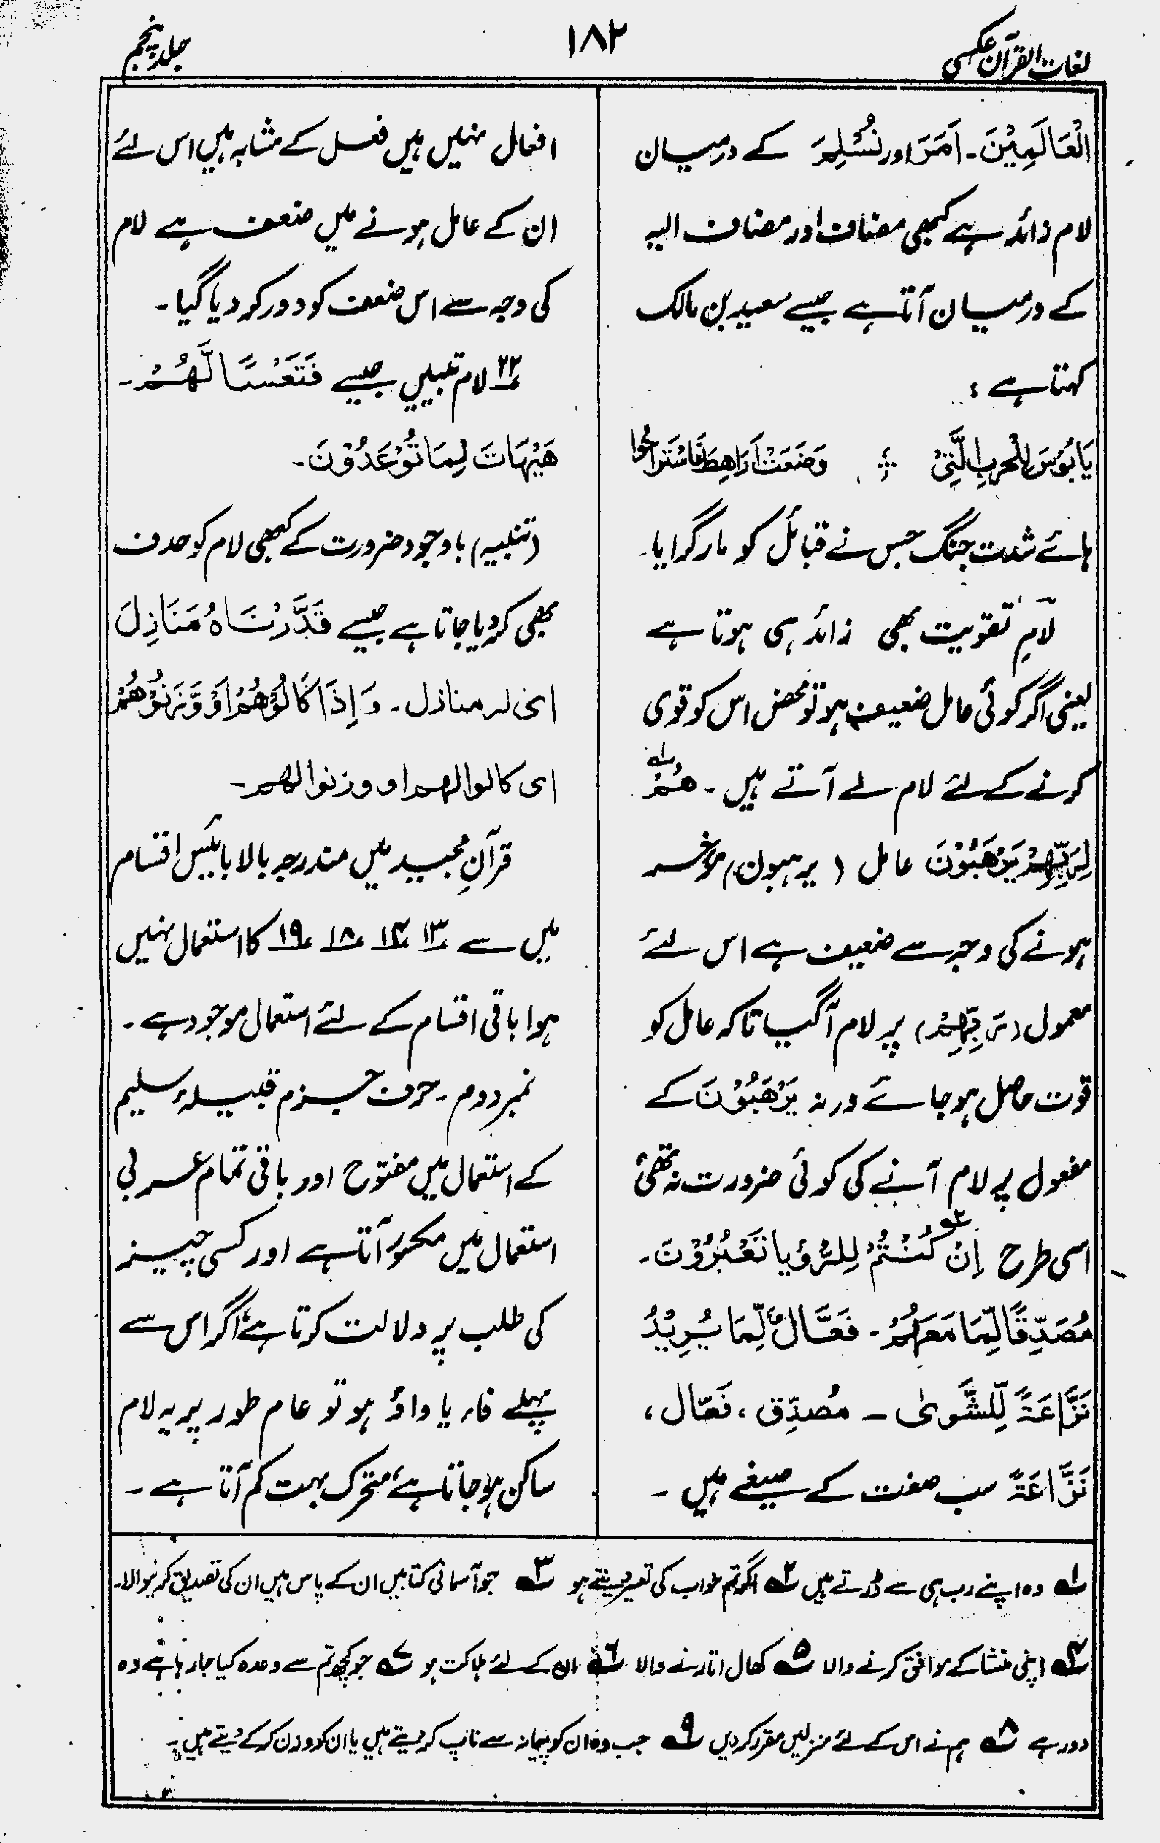 لغات القرآن عکسی
۱۸۲
جلد پنجم
الْعَالَمِیْنَ۔ اَمَرَ اور نُسْلِمَ کے درمیان
لام زائد ہے کبھی مضاف اور مضاف الیہ
کے درمیان آتا ہے جیسے سعید بن مالک
کہتا ہے :
یَا بُوْسَ لِلْحَرْبِ الَّتِیْ ؞ وَضَعَتْ اَرَاهِطَ فَاسْتَرَاحُوا
ہائے شدت جنگ جس نے قبائل کو مار گرایا۔
لامِ تقویت بھی زائد ہی ہوتا ہے
یعنی اگر کوئی عامل ضعیف ہو تو محض اس کو قوی
کرنے کے لئے لام لے آتے ہیں۔ هُمْ
لِرَبِّهِمْ یَرْهَبُوْنَ عامل (یرہبون) مؤخر
ہونے کی وجہ سے ضعیف ہے اس لئے
معمول (رَبِّهِمْ) پر لام آگیا تاکہ عامل کو
قوت حاصل ہو جائے ورنہ یَرْهَبُوْنَ کے
مفعول پر لام آنے کی کوئی ضرورت نہ تھی
اسی طرح اِنْ كُنْتُمْ لِلرُّؤْیَا تَعْبُرُوْنَ۔
مُصَدِّقًا لِّمَا مَعَهُمْ۔ فَعَّالٌ لِّمَا یُرِیْدُ
نَزَّاعَةً لِّلشَّوٰی ۔ مُصَدِّق، فَعّال،
نَزَّاعَةً سب صفت کے صیغے ہیں ۔
افعال نہیں ہیں فعل کے مشابہ ہیں اس لئے
ان کے عامل ہونے میں ضعف ہے لام
کی وجہ سے اس ضعف کو دور کر دیا گیا۔
۲۲؎ لام تبیین جیسے فَتَعْسًا لَّهُمْ۔
هَیْهَاتَ لِمَا تُوْعَدُوْنَ۔
(تنبیہ) باوجود ضرورت کے کبھی لام کو حذف
بھی کر دیا جاتا ہے جیسے قَدَّرْنَاهُ مَنَازِلَ
ای لہ منازل۔ وَاِذَا كَالُوْهُمْ اَوْ وَّزَنُوْهُمْ
ای کالوا لهم او وزنوا لهم۔
قرآنِ مجید میں مندرجہ بالا بائیس اقسام
میں سے ۱۳؎ ۱۴؎ ۱۸؎ ۱۹؎ کا استعمال نہیں
ہوا باقی اقسام کے لئے استعمال موجود ہے۔
نمبر دوم۔ حرف جزم قبیلۂ سلیم
کے استعمال میں مفتوح اور باقی تمام عربی
استعمال میں مکسور آتا ہے اور کسی چیز
کی طلب پر دلالت کرتا ہے اگر اس سے
پہلے فاء یا واؤ ہو تو عام طور پر یہ لام
ساکن ہو جاتا ہے، متحرک بہت کم آتا ہے۔
۱؎ وہ اپنے رب ہی سے ڈرتے ہیں ۲؎ اگر تم خواب کی تعبیر دیتے ہو ۳؎ جو آسمانی کتابیں ان کے پاس ہیں ان کی تصدیق کرنیوالا۔
۴؎ اپنی منشا کے موافق کرنے والا ۵؎ کھال اتارنے والا ۶؎ ان کے لئے ہلاکت ہو ۷؎ جو کچھ تم سے وعدہ کیا جارہا ہے وہ
دور ہے ۸؎ ہم نے اس کے لئے منزلیں مقرر کر دیں ۹؎ جب وہ ان کو پیمانہ سے ناپ کر دیتے ہیں یا ان کو وزن کر کے دیتے ہیں۔